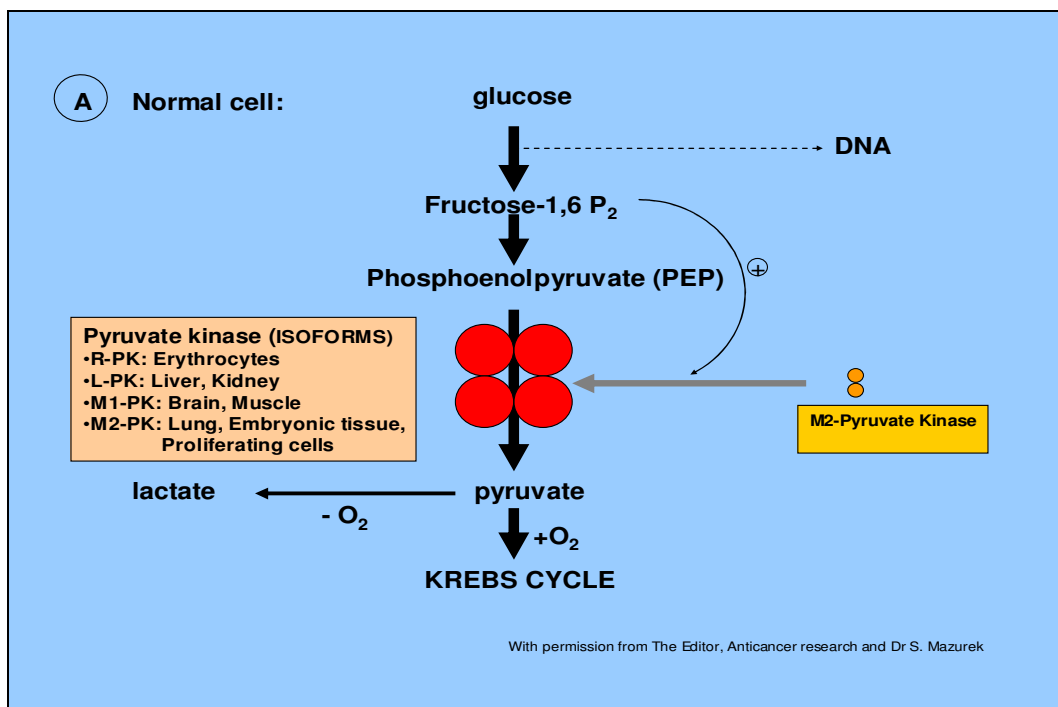 A Normal cell:
glucose
DNA
Fructose-1,6 P2
+
Phosphoenolpyruvate (PEP)
Pyruvate kinase (ISOFORMS)
•R-PK: Erythrocytes
•L-PK: Liver, Kidney
•M1-PK: Brain, Muscle
•M2-PK: Lung, Embryonic tissue,
Proliferating cells
M2-Pyruvate Kinase
lactate
pyruvate
- O2
+O2
KREBS CYCLE
With permission from The Editor, Anticancer research and Dr S. Mazurek